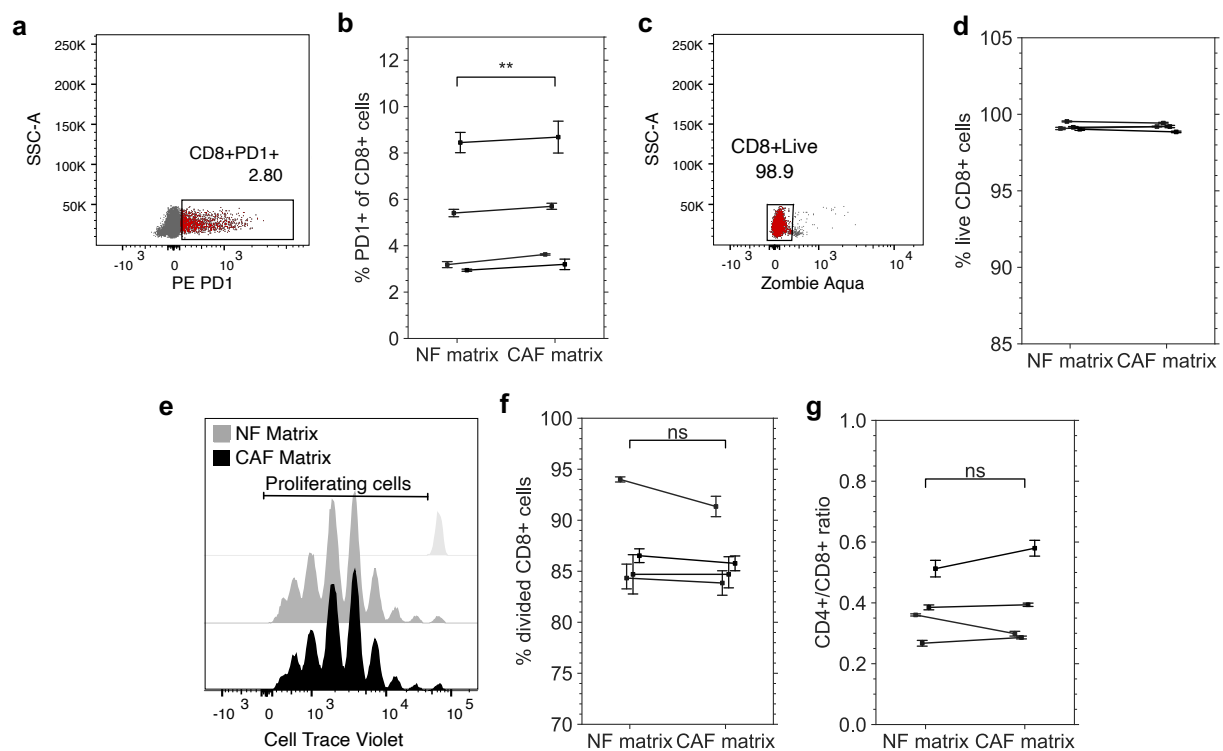 a
250K
200K
150K
100K
50K
SSC-A
CD8+PD1+
2.80
-10 3
0
10 3
PE PD1
b
12
10
8
6
4
2
0
% PD1+ of CD8+ cells
**
NF matrix
CAF matrix
c
250K
200K
150K
100K
50K
SSC-A
CD8+Live
98.9
-10 3
0
10 3
10 4
Zombie Aqua
d
105
100
95
90
85
% live CD8+ cells
NF matrix
CAF matrix
e
NF Matrix
CAF Matrix
Proliferating cells
-10 3
0
10 3
10 4
10 5
Cell Trace Violet
f
100
95
90
85
80
75
70
% divided CD8+ cells
ns
NF matrix
CAF matrix
g
1.0
0.8
0.6
0.4
0.2
0.0
CD4+/CD8+ ratio
ns
NF matrix
CAF matrix